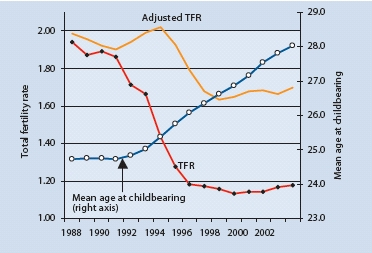 Adjusted TFR
29.0
2.00
28.0
1.80
27.0
1.60
26.0
1.40
25.0
TFR
1.20
24.0
Mean age at childbearing
(right axis)
1.00
23.0
1988 1990 1992 1994 1996 1998 2000 2002
Total fertility rate
Mean age at childbearing